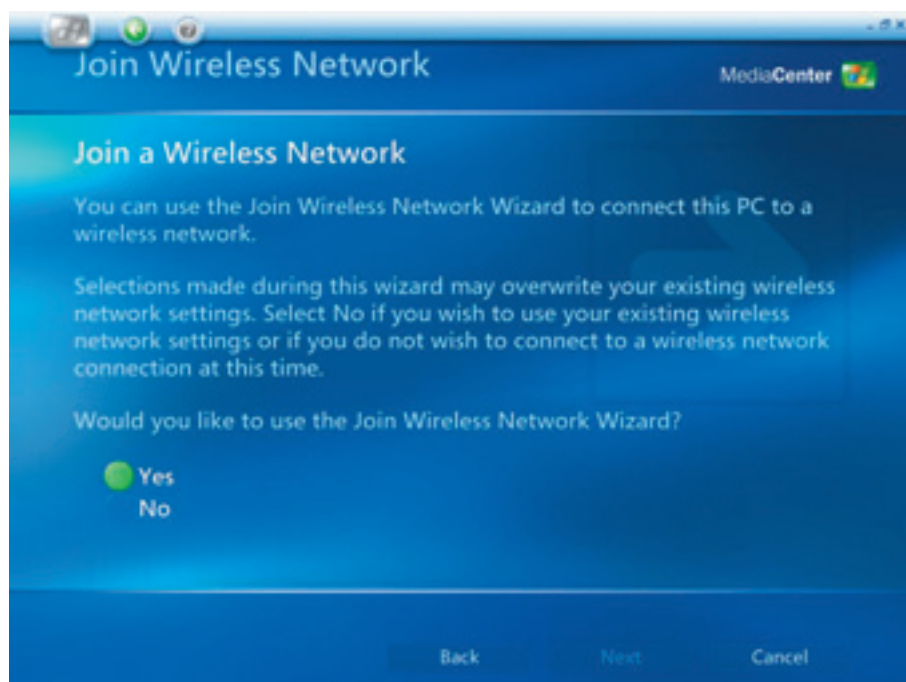 Join Wireless Network
MediaCenter
Join a Wireless Network
You can use the Join Wireless Network Wizard to connect this PC to a
wireless network.
Selections made during this wizard may overwrite your existing wireless
network settings. Select No if you wish to use your existing wireless
network settings or if you do not wish to connect to a wireless network
connection at this time.
Would you like to use the Join Wireless Network Wizard?
Yes
No
Back Next Cancel